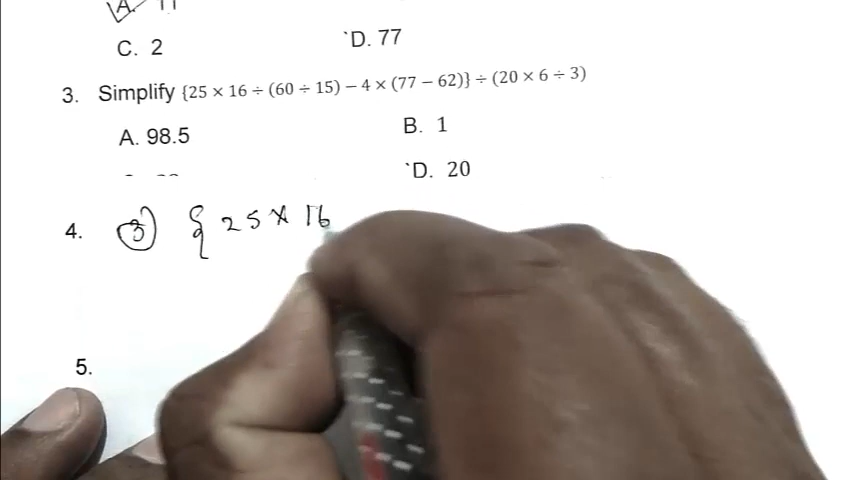 A. 11
C. 2 `D. 77
3. Simplify {25 × 16 ÷ (60 ÷ 15) − 4 × (77 − 62)} ÷ (20 × 6 ÷ 3)
A. 98.5 B. 1
`D. 20
4. 3) { 25 × 16
5.